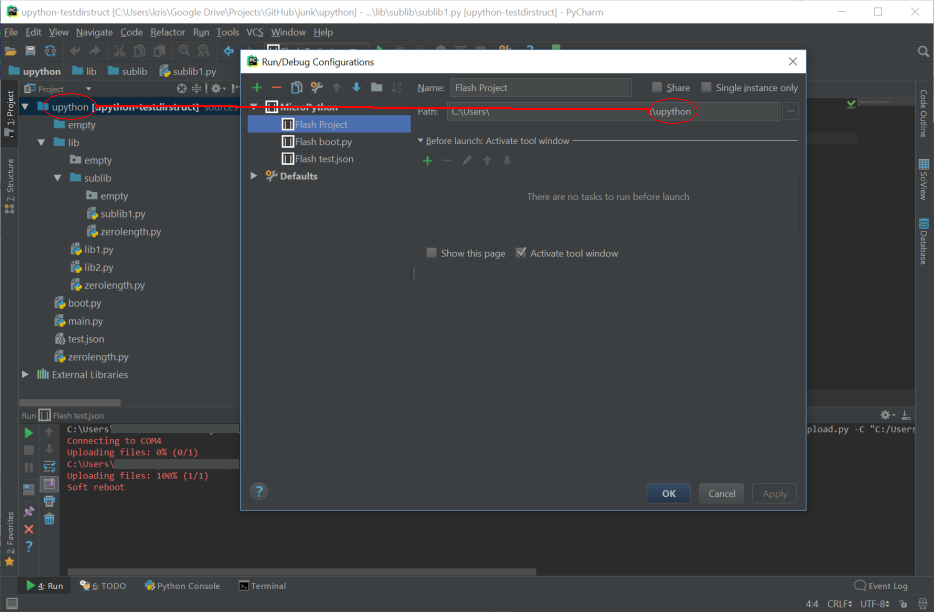 upython-testdirstruct [C:\Users\kris\Google Drive\Projects\GitHub\junk\upython] - ...\lib\sublib\sublib1.py [upython-testdirstruct] - PyCharm
File Edit View Navigate Code Refactor Run Tools VCS Window Help
upython lib sublib sublib1.py
Project
upython [upython-testdirstruct] sources
empty
lib
empty
sublib
empty
sublib1.py
zerolength.py
lib1.py
lib2.py
zerolength.py
boot.py
main.py
test.json
zerolength.py
External Libraries
1: Project
7: Structure
2: Favorites
Run/Debug Configurations
MicroPython
Flash Project
Flash boot.py
Flash test.json
Defaults
Name: Flash Project
Share Single instance only
Path: C:\Users\ \upython
...
Before launch: Activate tool window
There are no tasks to run before launch
Show this page Activate tool window
?
OK Cancel Apply
Code Outline
SciView
Database
Run Flash test.json
C:\Users\
pload.py -C "C:/Users
Connecting to COM4
Uploading files: 0% (0/1)
C:\Users\
Uploading files: 100% (1/1)
Soft reboot
4: Run 6: TODO Python Console Terminal Event Log
4:4 CRLF UTF-8